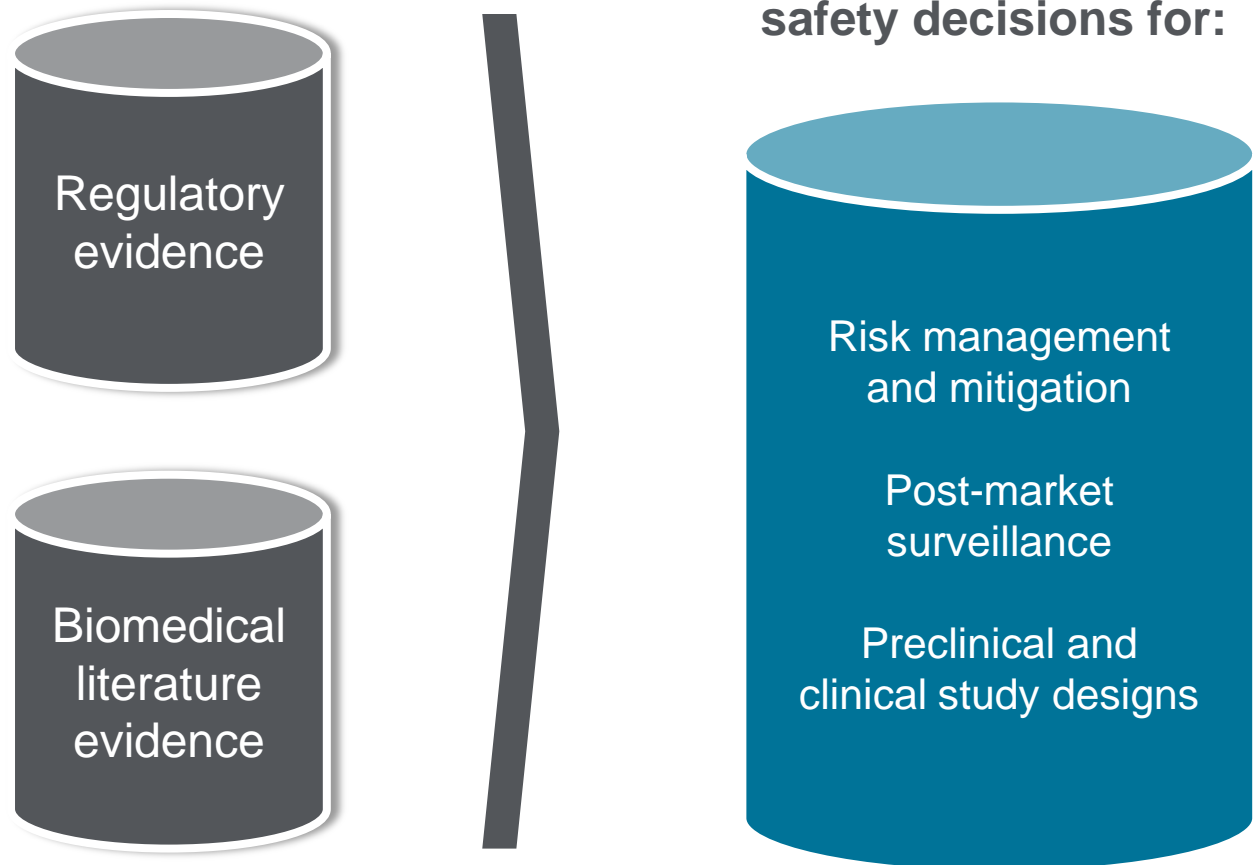 safety decisions for:
Regulatory
evidence
Biomedical
literature
evidence
Risk management
and mitigation
Post-market
surveillance
Preclinical and
clinical study designs